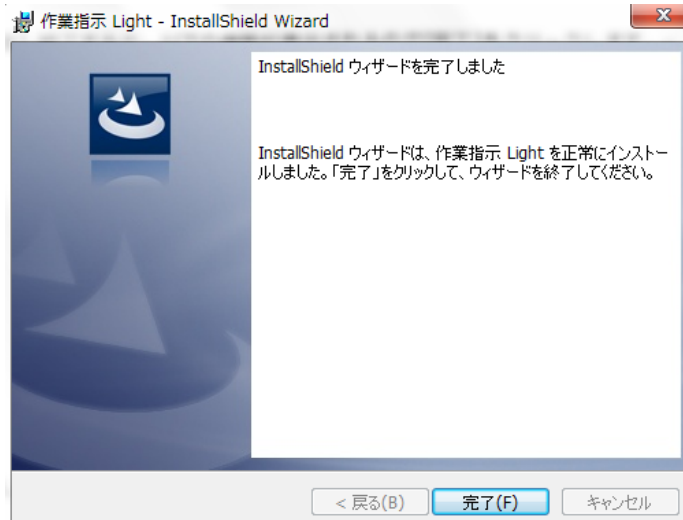 作業指示 Light - InstallShield Wizard
InstallShield ウィザードを完了しました
InstallShield ウィザードは、作業指示 Light を正常にインストー
ルしました。「完了」をクリックして、ウィザードを終了してください。
< 戻る(B) 完了(F) キャンセル